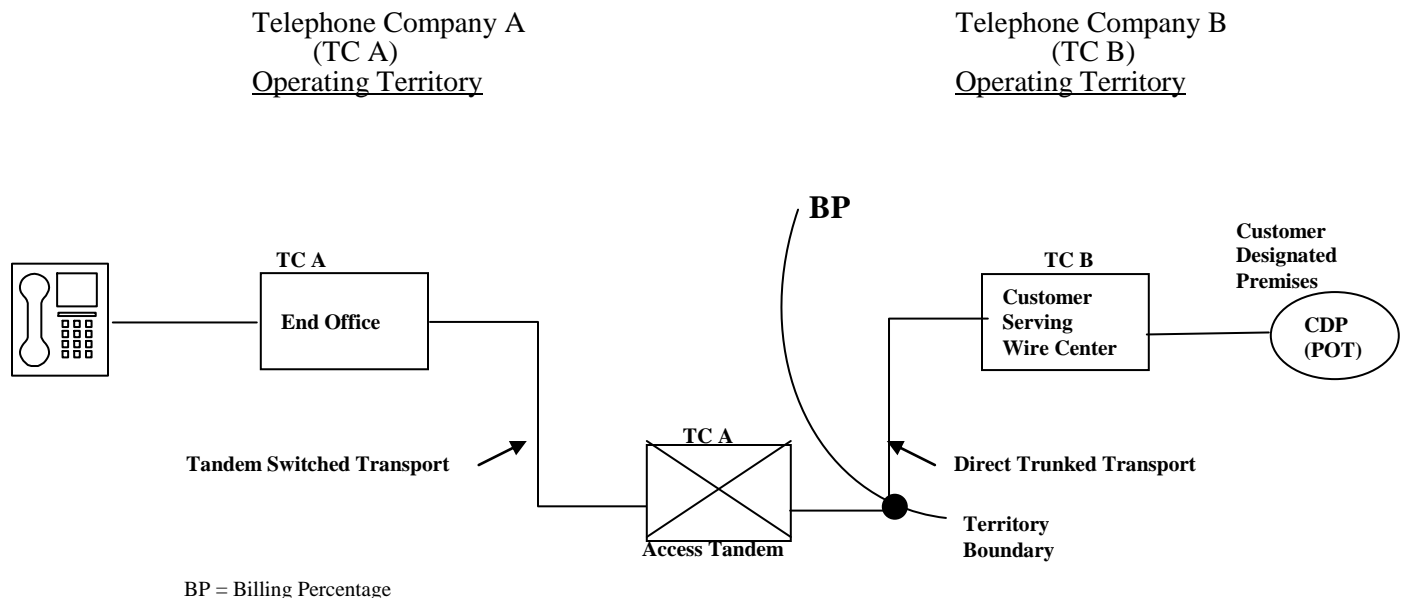 Telephone Company A
(TC A)
Operating Territory
Telephone Company B
(TC B)
Operating Territory
BP
TC A
End Office
TC B
Customer
Serving
Wire Center
Customer
Designated
Premises
CDP
(POT)
Tandem Switched Transport
TC A
Access Tandem
Direct Trunked Transport
Territory
Boundary
BP = Billing Percentage